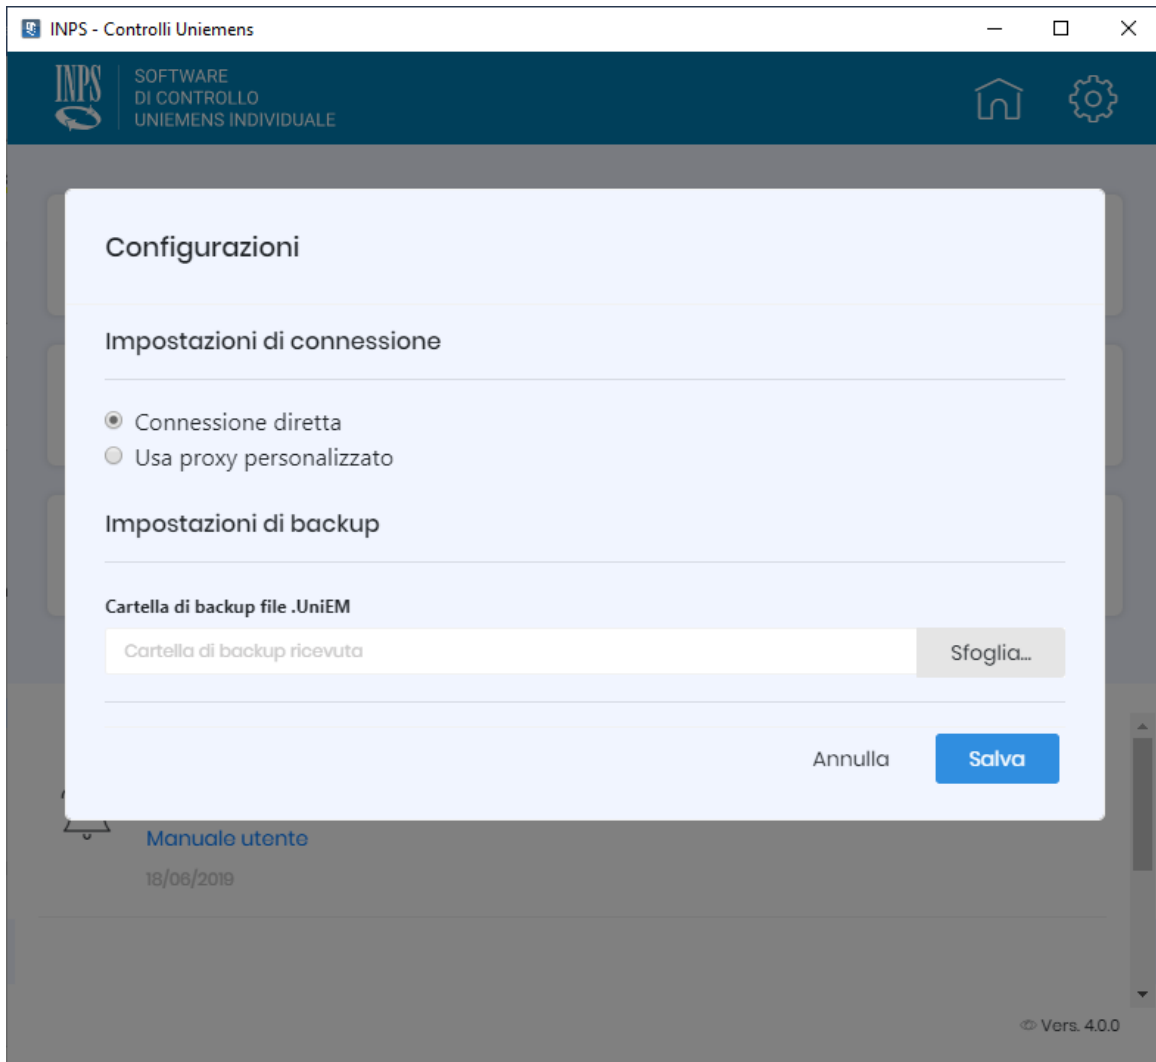 INPS - Controlli Uniemens
INPS
SOFTWARE
DI CONTROLLO
UNIEMENS INDIVIDUALE
Configurazioni
Impostazioni di connessione
Connessione diretta
Usa proxy personalizzato
Impostazioni di backup
Cartella di backup file .UniEM
Cartella di backup ricevuta
Sfoglia...
Annulla
Salva
Manuale utente
18/06/2019
Vers. 4.0.0